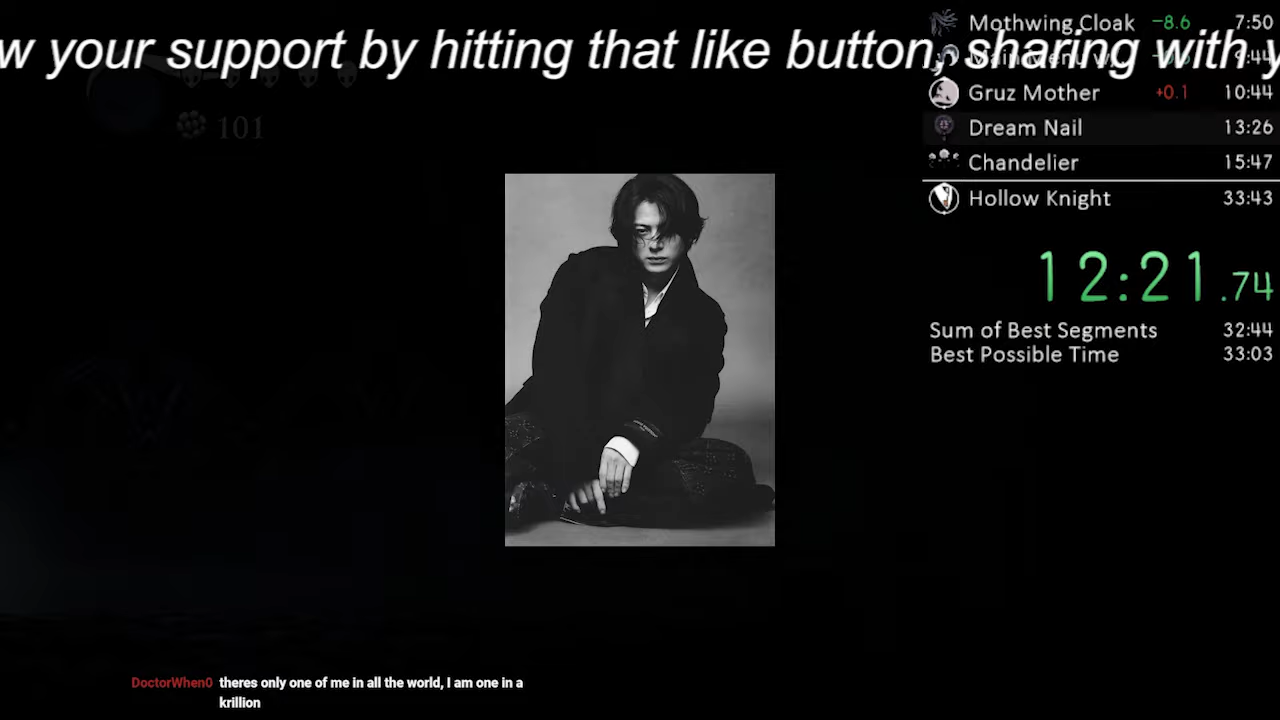 w your support by hitting that like button, sharing with y
Mothwing Cloak -8.6 7:50
Gruz Mother +0.1 10:44
Dream Nail 13:26
Chandelier 15:47
Hollow Knight 33:43
12:21.74
Sum of Best Segments 32:44
Best Possible Time 33:03
101
DoctorWhen0 theres only one of me in all the world, I am one in a
krillion